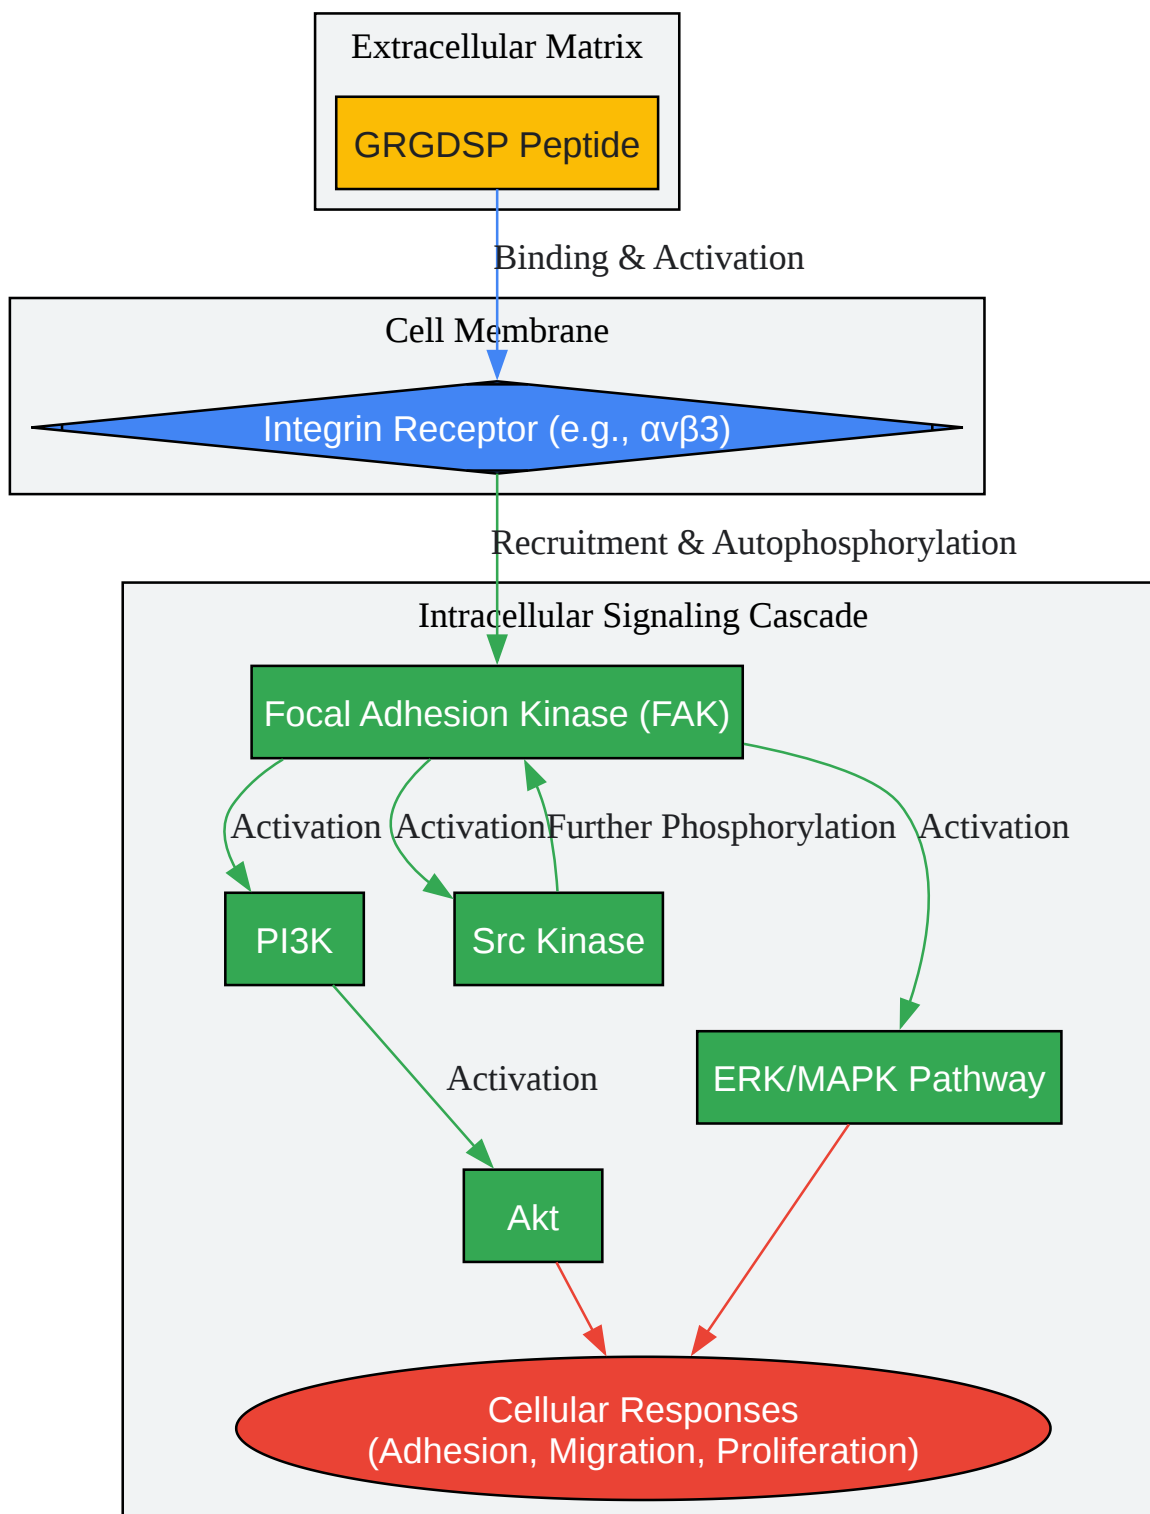 Extracellular Matrix
GRGDSP Peptide
Binding & Activation
Cell Membrane
Integrin Receptor (e.g., αvβ3)
Recruitment & Autophosphorylation
Intracellular Signaling Cascade
Focal Adhesion Kinase (FAK)
Activation
Activation
Further Phosphorylation
Activation
PI3K
Src Kinase
ERK/MAPK Pathway
Activation
Akt
Cellular Responses
(Adhesion, Migration, Proliferation)